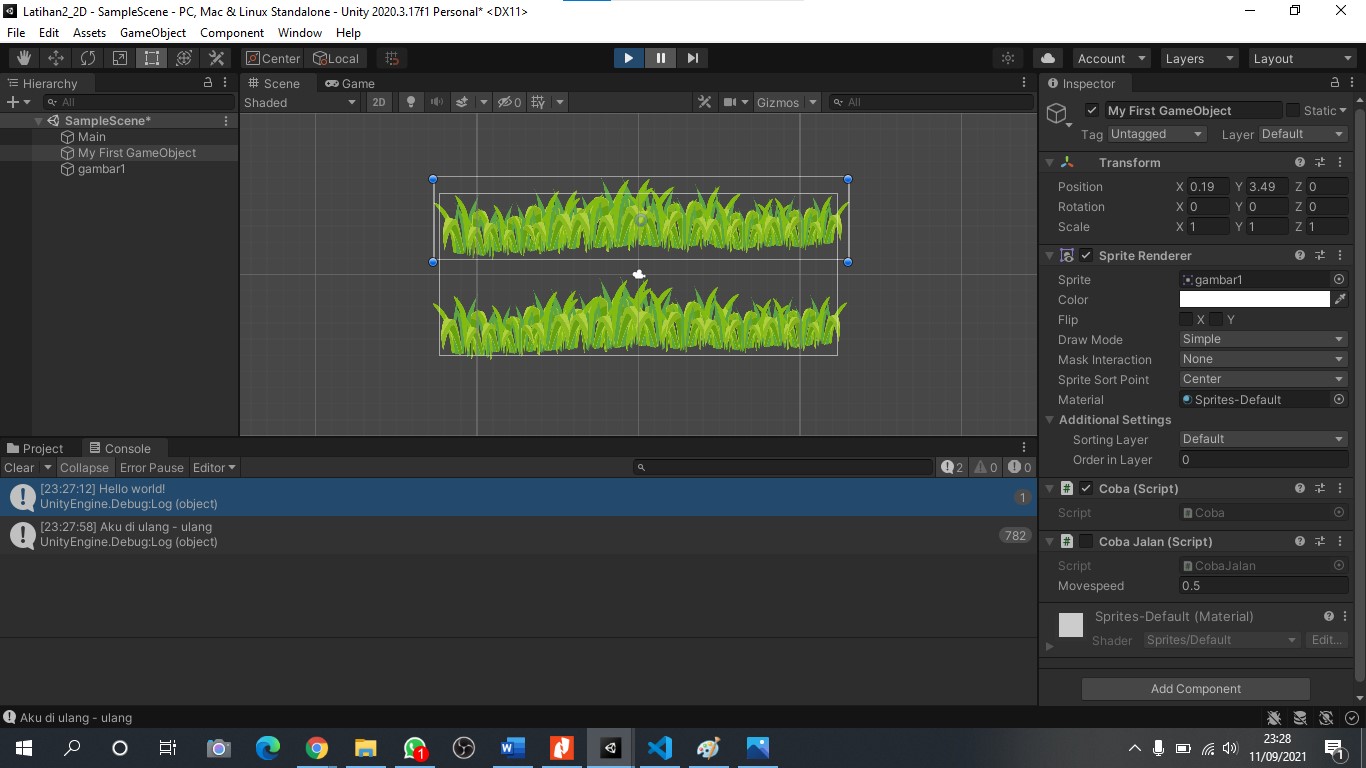 Latihan2_2D - SampleScene - PC, Mac & Linux Standalone - Unity 2020.3.17f1 Personal* <DX11>
File Edit Assets GameObject Component Window Help
Center Local Account Layers Layout
Hierarchy
All
SampleScene*
Main
My First GameObject
gambar1
Scene Game
Shaded 2D 0 Gizmos All
Inspector
My First GameObject Static
Tag Untagged Layer Default
Transform
Position X 0.19 Y 3.49 Z 0
Rotation X 0 Y 0 Z 0
Scale X 1 Y 1 Z 1
Sprite Renderer
Sprite gambar1
Color
Flip X Y
Draw Mode Simple
Mask Interaction None
Sprite Sort Point Center
Material Sprites-Default
Additional Settings
Sorting Layer Default
Order in Layer 0
# Coba (Script)
Script Coba
# Coba Jalan (Script)
Script CobaJalan
Movespeed 0.5
Sprites-Default (Material)
Shader Sprites/Default Edit...
Add Component
Project Console
Clear Collapse Error Pause Editor 2 0 0
[23:27:12] Hello world!
UnityEngine.Debug:Log (object) 1
[23:27:58] Aku di ulang - ulang
UnityEngine.Debug:Log (object) 782
Aku di ulang - ulang
1
23:28
11/09/2021
1